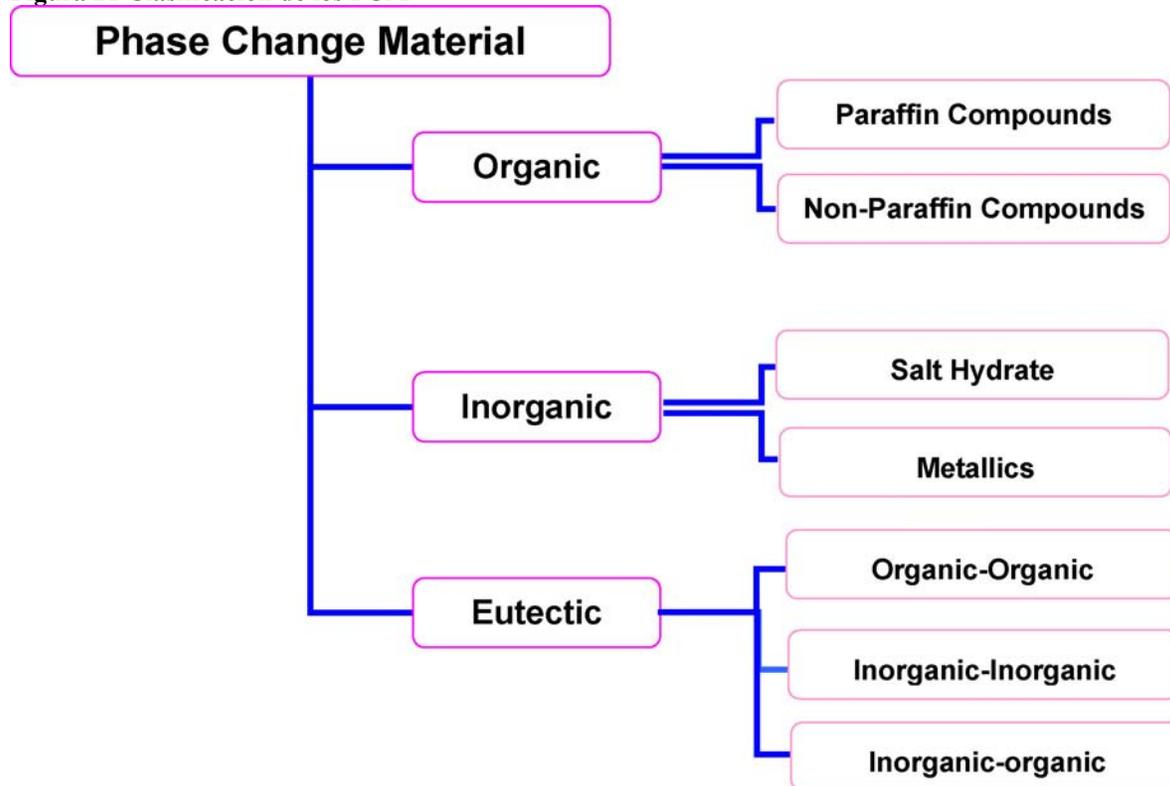 Phase Change Material
Organic
Paraffin Compounds
Non-Paraffin Compounds
Inorganic
Salt Hydrate
Metallics
Eutectic
Organic-Organic
Inorganic-Inorganic
Inorganic-organic